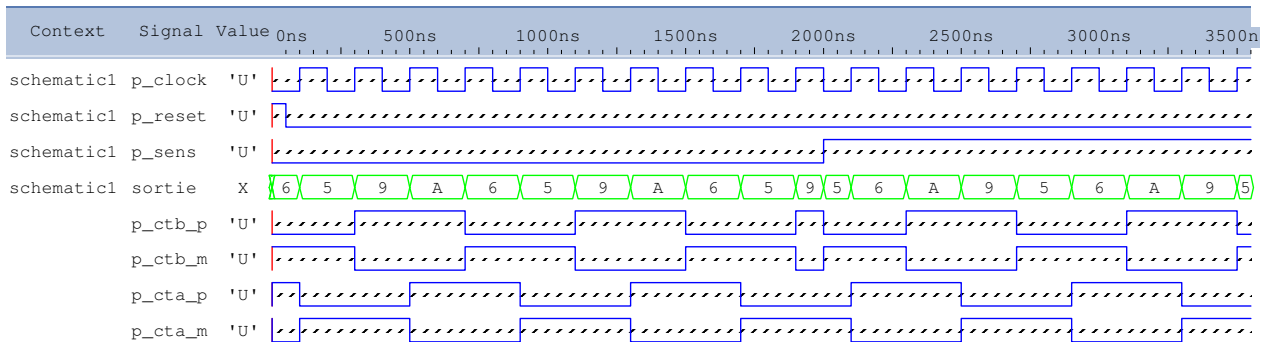 Context Signal Value 0ns 500ns 1000ns 1500ns 2000ns 2500ns 3000ns 3500n
schematic1 p_clock 'U'
schematic1 p_reset 'U'
schematic1 p_sens 'U'
schematic1 sortie X 6 5 9 A 6 5 9 A 6 5 9 5 6 A 9 5 6 A 9 5
p_ctb_p 'U'
p_ctb_m 'U'
p_cta_p 'U'
p_cta_m 'U'